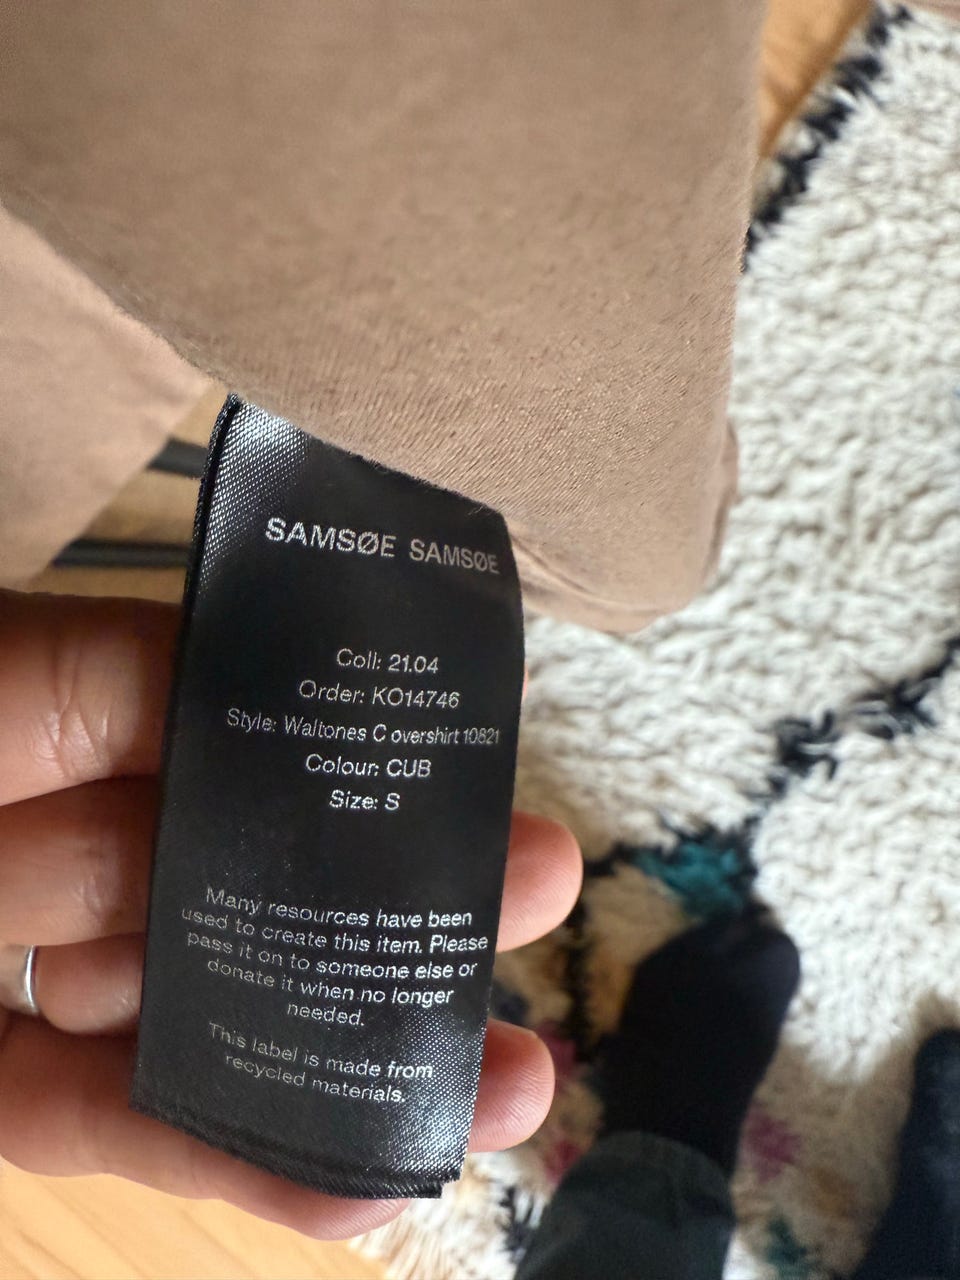 SAMSØE SAMSØE
Coll: 21.04
Order: KO14746
Style: Waltones C overshirt 10821
Colour: CUB
Size: S
Many resources have been
used to create this item. Please
pass it on to someone else or
donate it when no longer
needed.
This label is made from
recycled materials.